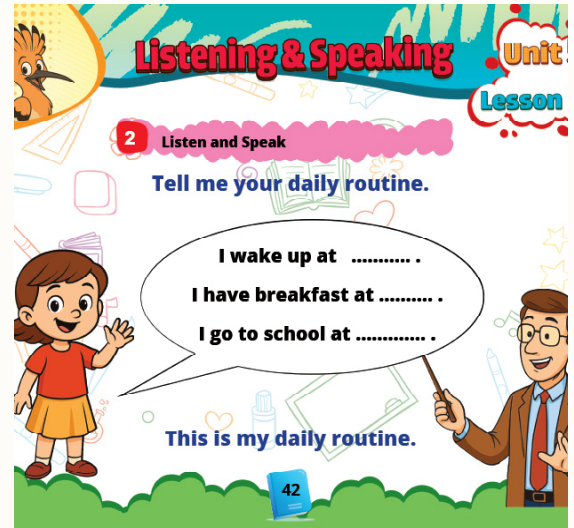 Listening & Speaking
Unit
Lesson
2 Listen and Speak
Tell me your daily routine.
I wake up at ........... .
I have breakfast at .......... .
I go to school at ............. .
This is my daily routine.
42